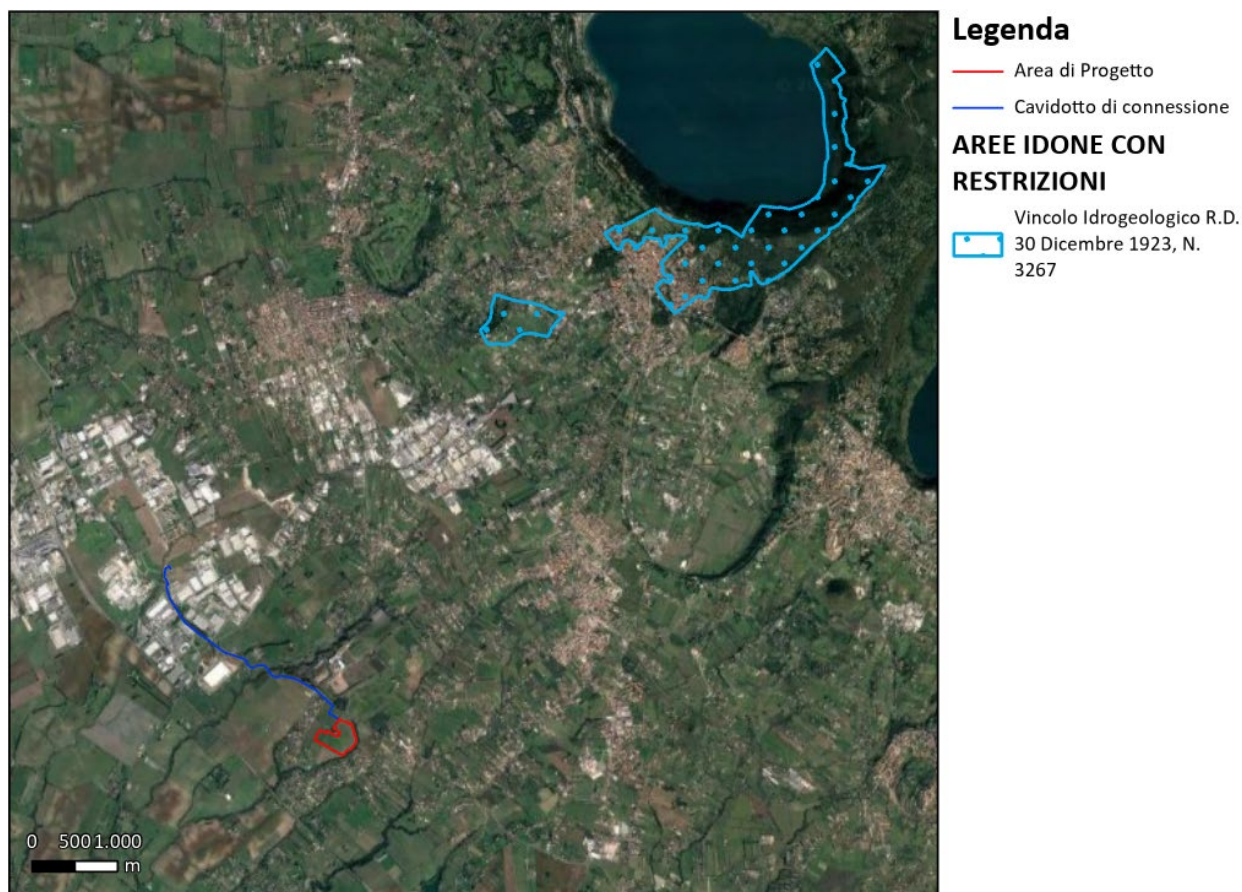 Legenda
Area di Progetto
Cavidotto di connessione
AREE IDONE CON
RESTRIZIONI
Vincolo Idrogeologico R.D.
30 Dicembre 1923, N.
3267
0 500 1.000
m